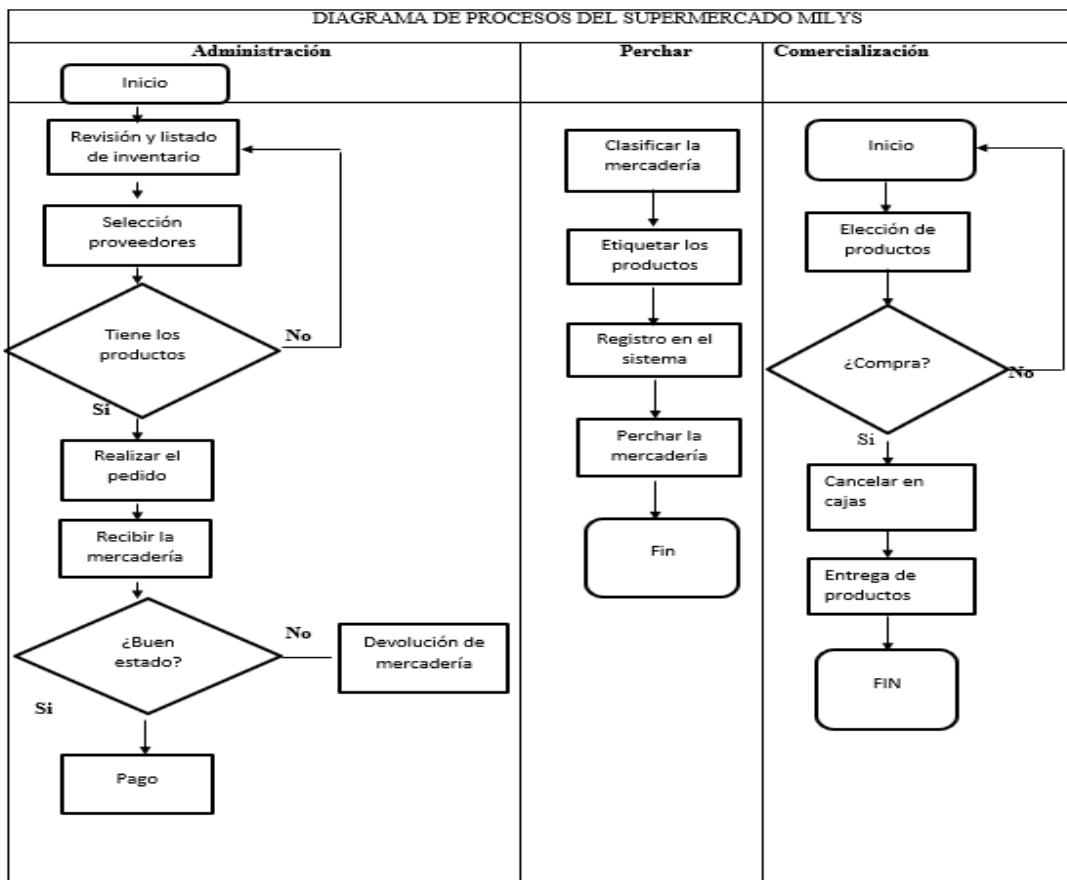 DIAGRAMA DE PROCESOS DEL SUPERMERCADO MILYS
Administración
Perchar
Comercialización
Inicio
Revisión y listado
de inventario
Selección
proveedores
Tiene los
productos
No
Si
Realizar el
pedido
Recibir la
mercadería
¿Buen
estado?
No
Devolución de
mercadería
Si
Pago
Clasificar la
mercadería
Etiquetar los
productos
Registro en el
sistema
Perchar la
mercadería
Fin
Inicio
Elección de
productos
¿Compra?
No
Si
Cancelar en
cajas
Entrega de
productos
FIN